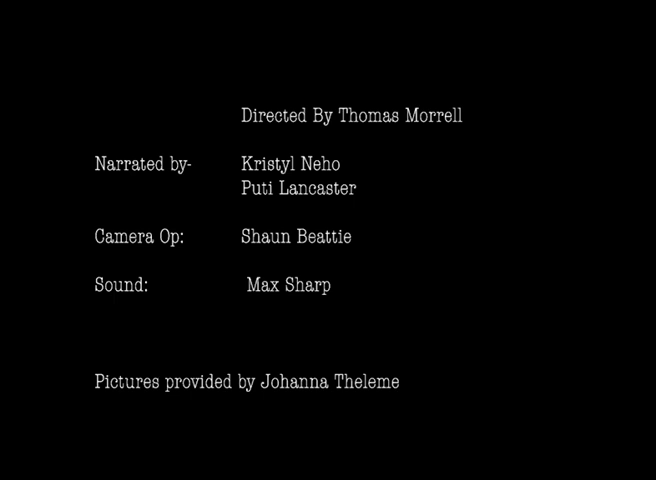 Directed By Thomas Morrell
Narrated by- Kristyl Neho
Puti Lancaster
Camera Op: Shaun Beattie
Sound: Max Sharp
Pictures provided by Johanna Theleme